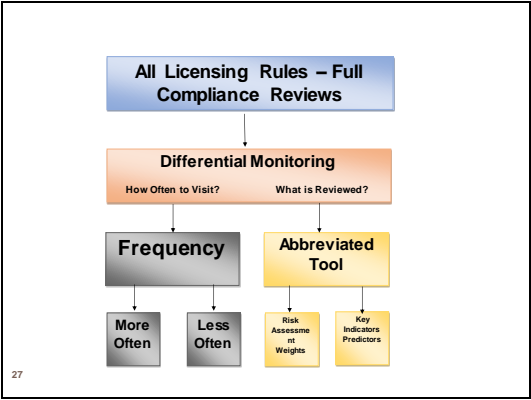 All Licensing Rules – Full
Compliance Reviews
Differential Monitoring
How Often to Visit? What is Reviewed?
Frequency
Abbreviated
Tool
More
Often
Less
Often
Risk
Assessme
nt
Weights
Key
Indicators
Predictors
27